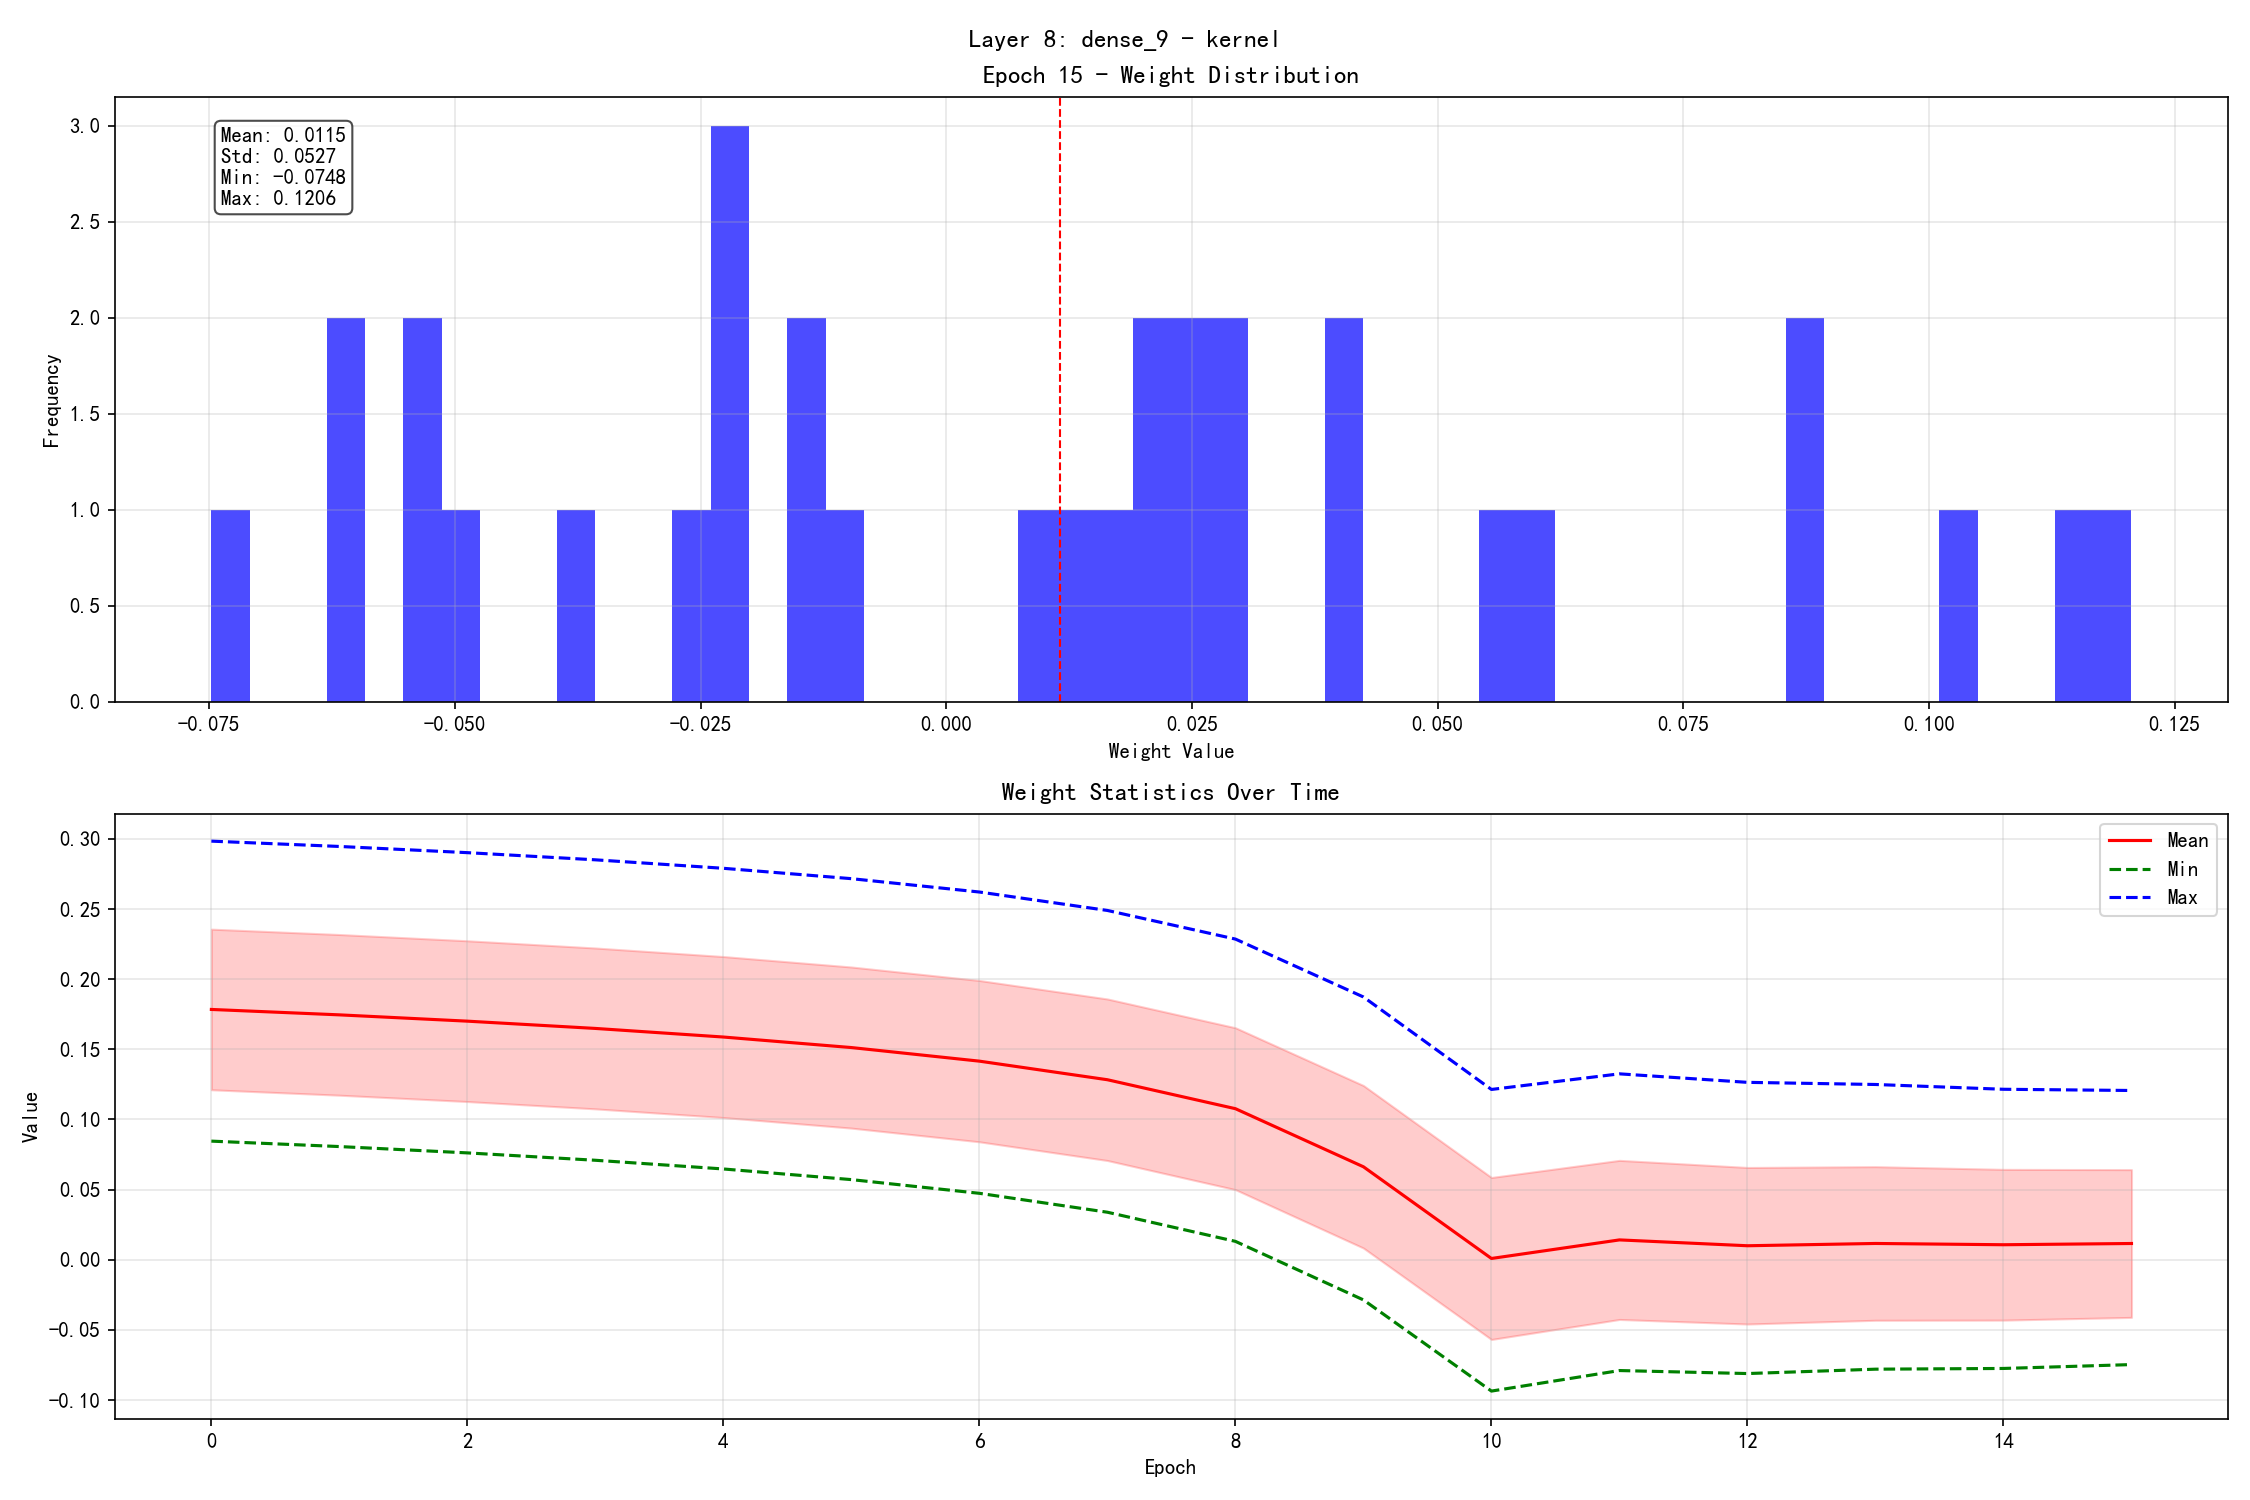 Layer 8: dense_9 - kernel
Epoch 15 - Weight Distribution
Mean: 0.0115
Std: 0.0527
Min: -0.0748
Max: 0.1206
3.0
2.5
2.0
1.5
1.0
0.5
0.0
Frequency
-0.075 -0.050 -0.025 0.000 0.025 0.050 0.075 0.100 0.125
Weight Value
Weight Statistics Over Time
Mean
Min
Max
0.30
0.25
0.20
0.15
0.10
0.05
0.00
-0.05
-0.10
Value
0 2 4 6 8 10 12 14
Epoch